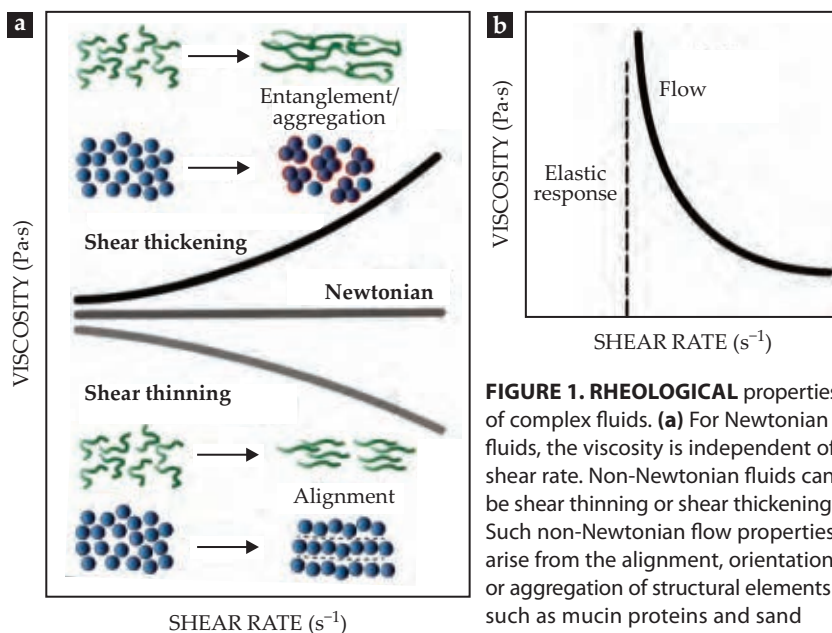 a
VISCOSITY (Pa·s)
Entanglement/
aggregation
Shear thickening
Newtonian
Shear thinning
Alignment
SHEAR RATE (s⁻¹)
b
VISCOSITY (Pa·s)
Flow
Elastic
response
SHEAR RATE (s⁻¹)
FIGURE 1. RHEOLOGICAL properties
of complex fluids. (a) For Newtonian
fluids, the viscosity is independent of
shear rate. Non-Newtonian fluids can
be shear thinning or shear thickening
Such non-Newtonian flow properties
arise from the alignment, orientation
or aggregation of structural elements
such as mucin proteins and sand